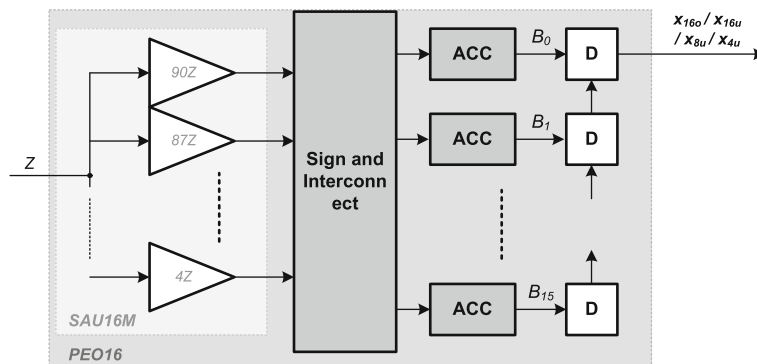 x16o / x16u
/ x8u / x4u
90Z
ACC
B0
D
87Z
ACC
B1
D
Z
Sign and
Interconn
ect
4Z
ACC
B15
D
SAU16M
PEO16